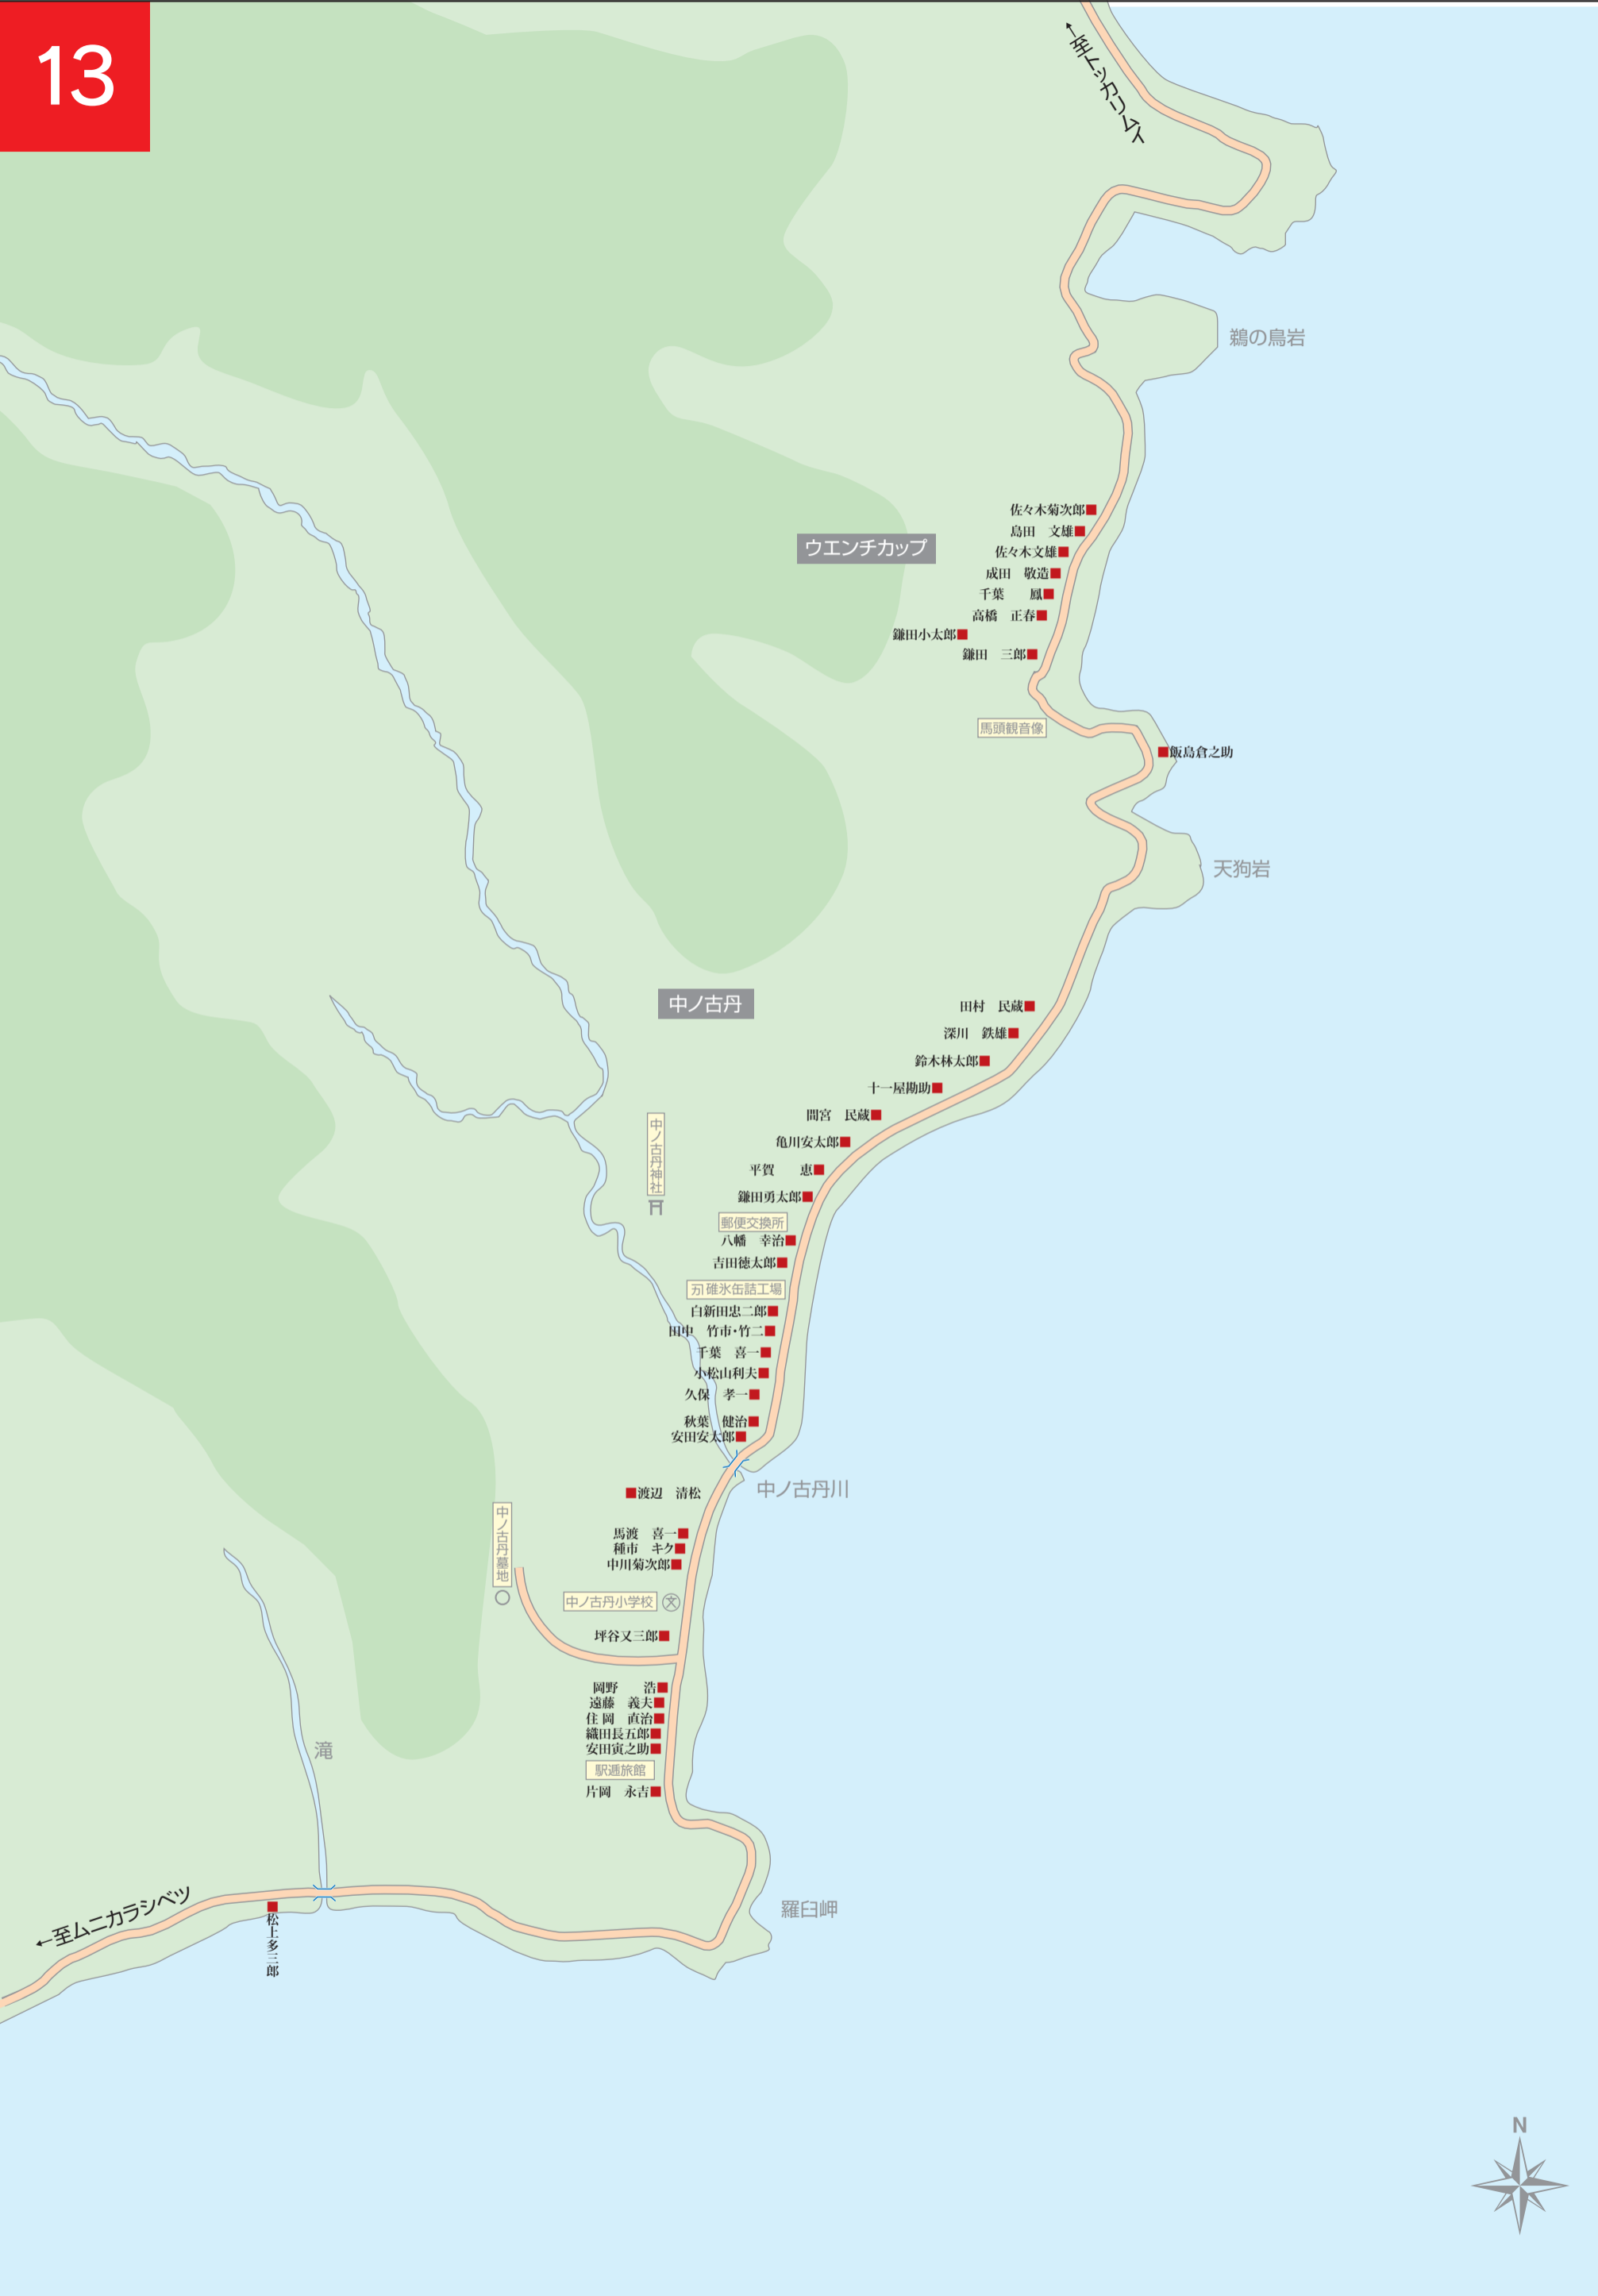 13
←至トッカリムイ
鵜の鳥岩
佐々木菊次郎
島田　文雄
ウエンチカップ
佐々木文雄
成田　敬造
千葉　　鳳
高橋　正春
鎌田小太郎
鎌田　三郎
馬頭観音像
飯島倉之助
天狗岩
中ノ古丹
田村　民蔵
深川　鉄雄
鈴木林太郎
十一屋勘助
間宮　民蔵
中ノ古丹神社
亀川安太郎
平賀　　恵
鎌田勇太郎
郵便交換所
八幡　幸治
吉田徳太郎
碓氷缶詰工場
白新田忠二郎
田中　竹市・竹二
千葉　喜一
小松山利夫
久保　孝一
秋葉　健治
安田安太郎
中ノ古丹川
渡辺　清松
中ノ古丹墓地
馬渡　喜一
種市　キク
中川菊次郎
中ノ古丹小学校
文
坪谷又三郎
岡野　　浩
遠藤　義夫
住岡　直治
織田長五郎
滝
安田寅之助
駅逓旅館
片岡　永吉
←至ムニカラシベツ
松上多三郎
羅臼岬
N